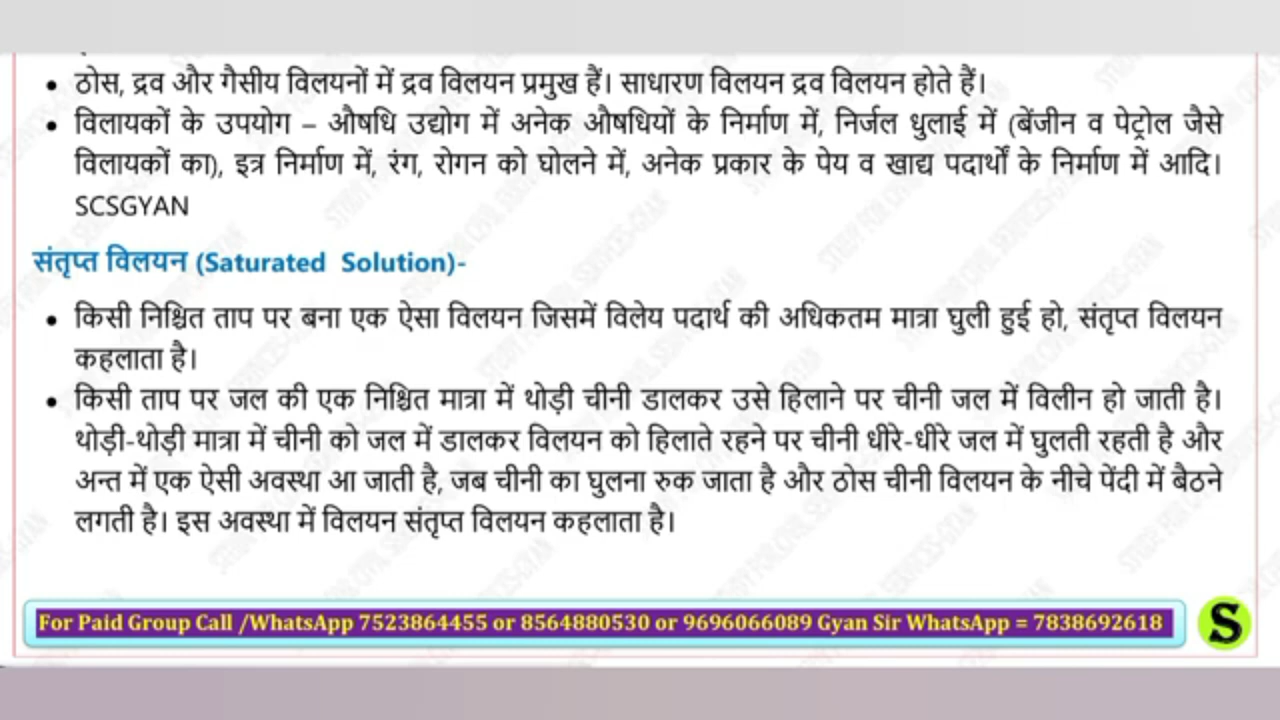 • ठोस, द्रव और गैसीय विलयनों में द्रव विलयन प्रमुख हैं। साधारण विलयन द्रव विलयन होते हैं।
• विलायकों के उपयोग – औषधि उद्योग में अनेक औषधियों के निर्माण में, निर्जल धुलाई में (बेंजीन व पेट्रोल जैसे
विलायकों का), इत्र निर्माण में, रंग, रोगन को घोलने में, अनेक प्रकार के पेय व खाद्य पदार्थों के निर्माण में आदि।
SCSGYAN
संतृप्त विलयन (Saturated Solution)-
• किसी निश्चित ताप पर बना एक ऐसा विलयन जिसमें विलेय पदार्थ की अधिकतम मात्रा घुली हुई हो, संतृप्त विलयन
कहलाता है।
• किसी ताप पर जल की एक निश्चित मात्रा में थोड़ी चीनी डालकर उसे हिलाने पर चीनी जल में विलीन हो जाती है।
थोड़ी-थोड़ी मात्रा में चीनी को जल में डालकर विलयन को हिलाते रहने पर चीनी धीरे-धीरे जल में घुलती रहती है और
अन्त में एक ऐसी अवस्था आ जाती है, जब चीनी का घुलना रुक जाता है और ठोस चीनी विलयन के नीचे पेंदी में बैठने
लगती है। इस अवस्था में विलयन संतृप्त विलयन कहलाता है।
For Paid Group Call /WhatsApp 7523864455 or 8564880530 or 9696066089 Gyan Sir WhatsApp = 7838692618
S